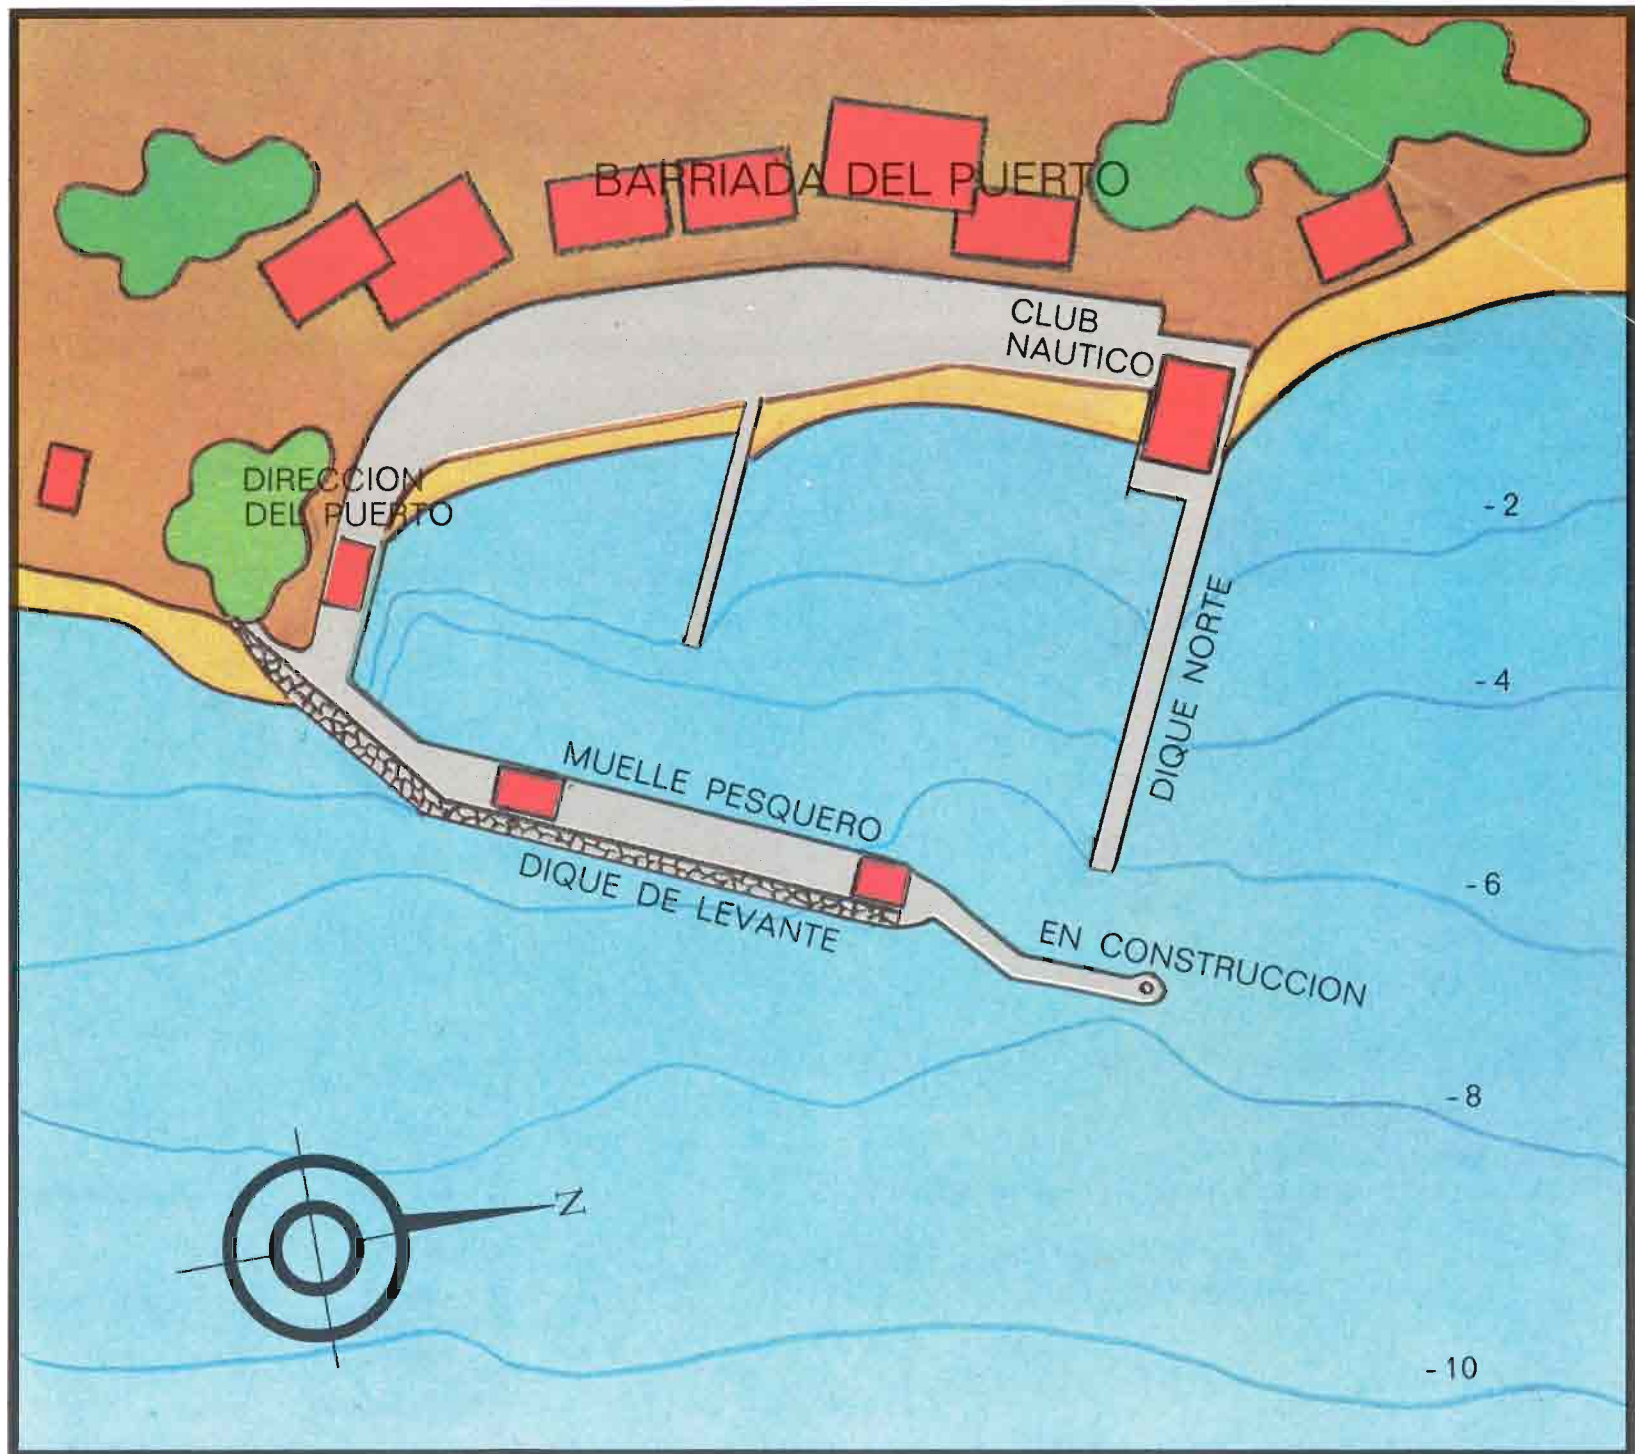 BARRIADA DEL PUERTO
CLUB
NAUTICO
DIRECCION
DEL PUERTO
-2
DIQUE NORTE
-4
MUELLE PESQUERO
DIQUE DE LEVANTE
-6
EN CONSTRUCCION
-8
N
-10